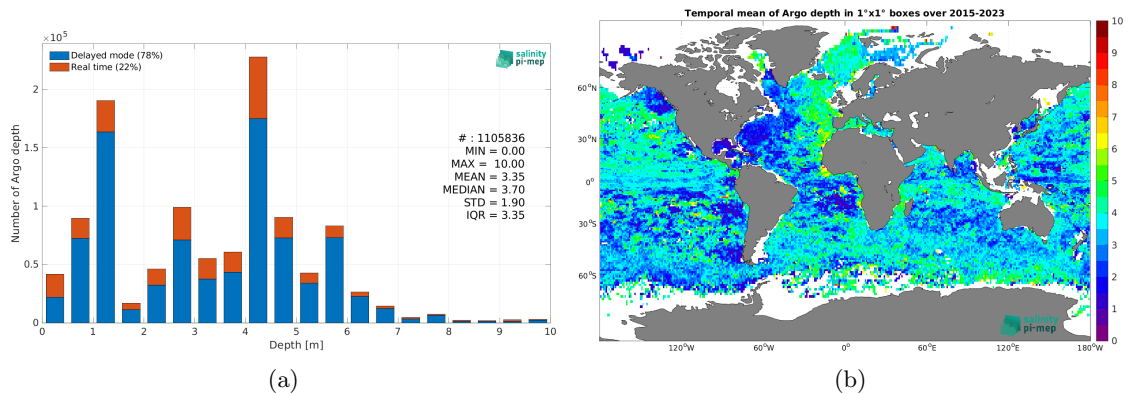 ×10⁵
Delayed mode (78%)
Real time (22%)
salinity
pi-mep
# : 1105836
MIN = 0.00
MAX = 10.00
MEAN = 3.35
MEDIAN = 3.70
STD = 1.90
IQR = 3.35
Number of Argo depth
2
1.5
1
0.5
0
0 1 2 3 4 5 6 7 8 9 10
Depth [m]
(a)
Temporal mean of Argo depth in 1°x1° boxes over 2015-2023
60°N
30°N
0°
30°S
60°S
120°W 60°W 0° 60°E 120°E 180°W
salinity
pi-mep
10
9
8
7
6
5
4
3
2
1
0
(b)